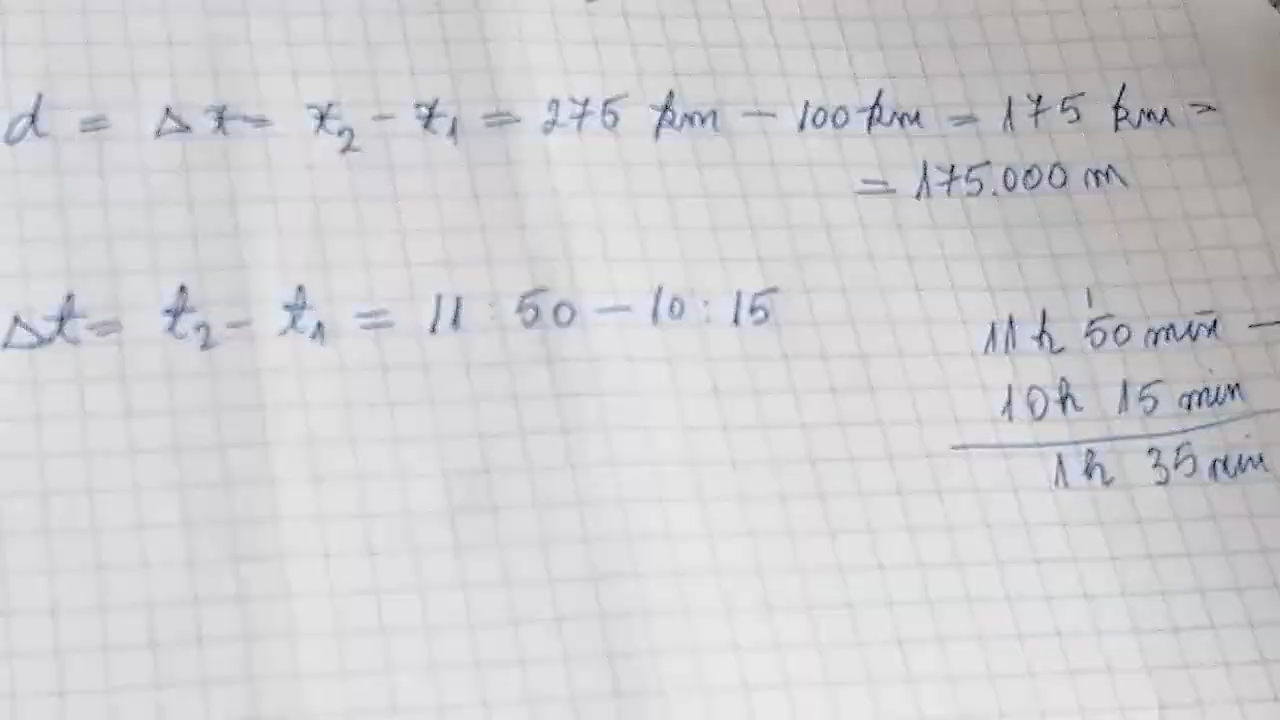 d = Δx = x₂ - x₁ = 275 km - 100 km = 175 km =
= 175.000 m
Δt = t₂ - t₁ = 11 : 50 - 10 : 15
1
11 h 50 min -
10 h 15 min
1 h 35 min